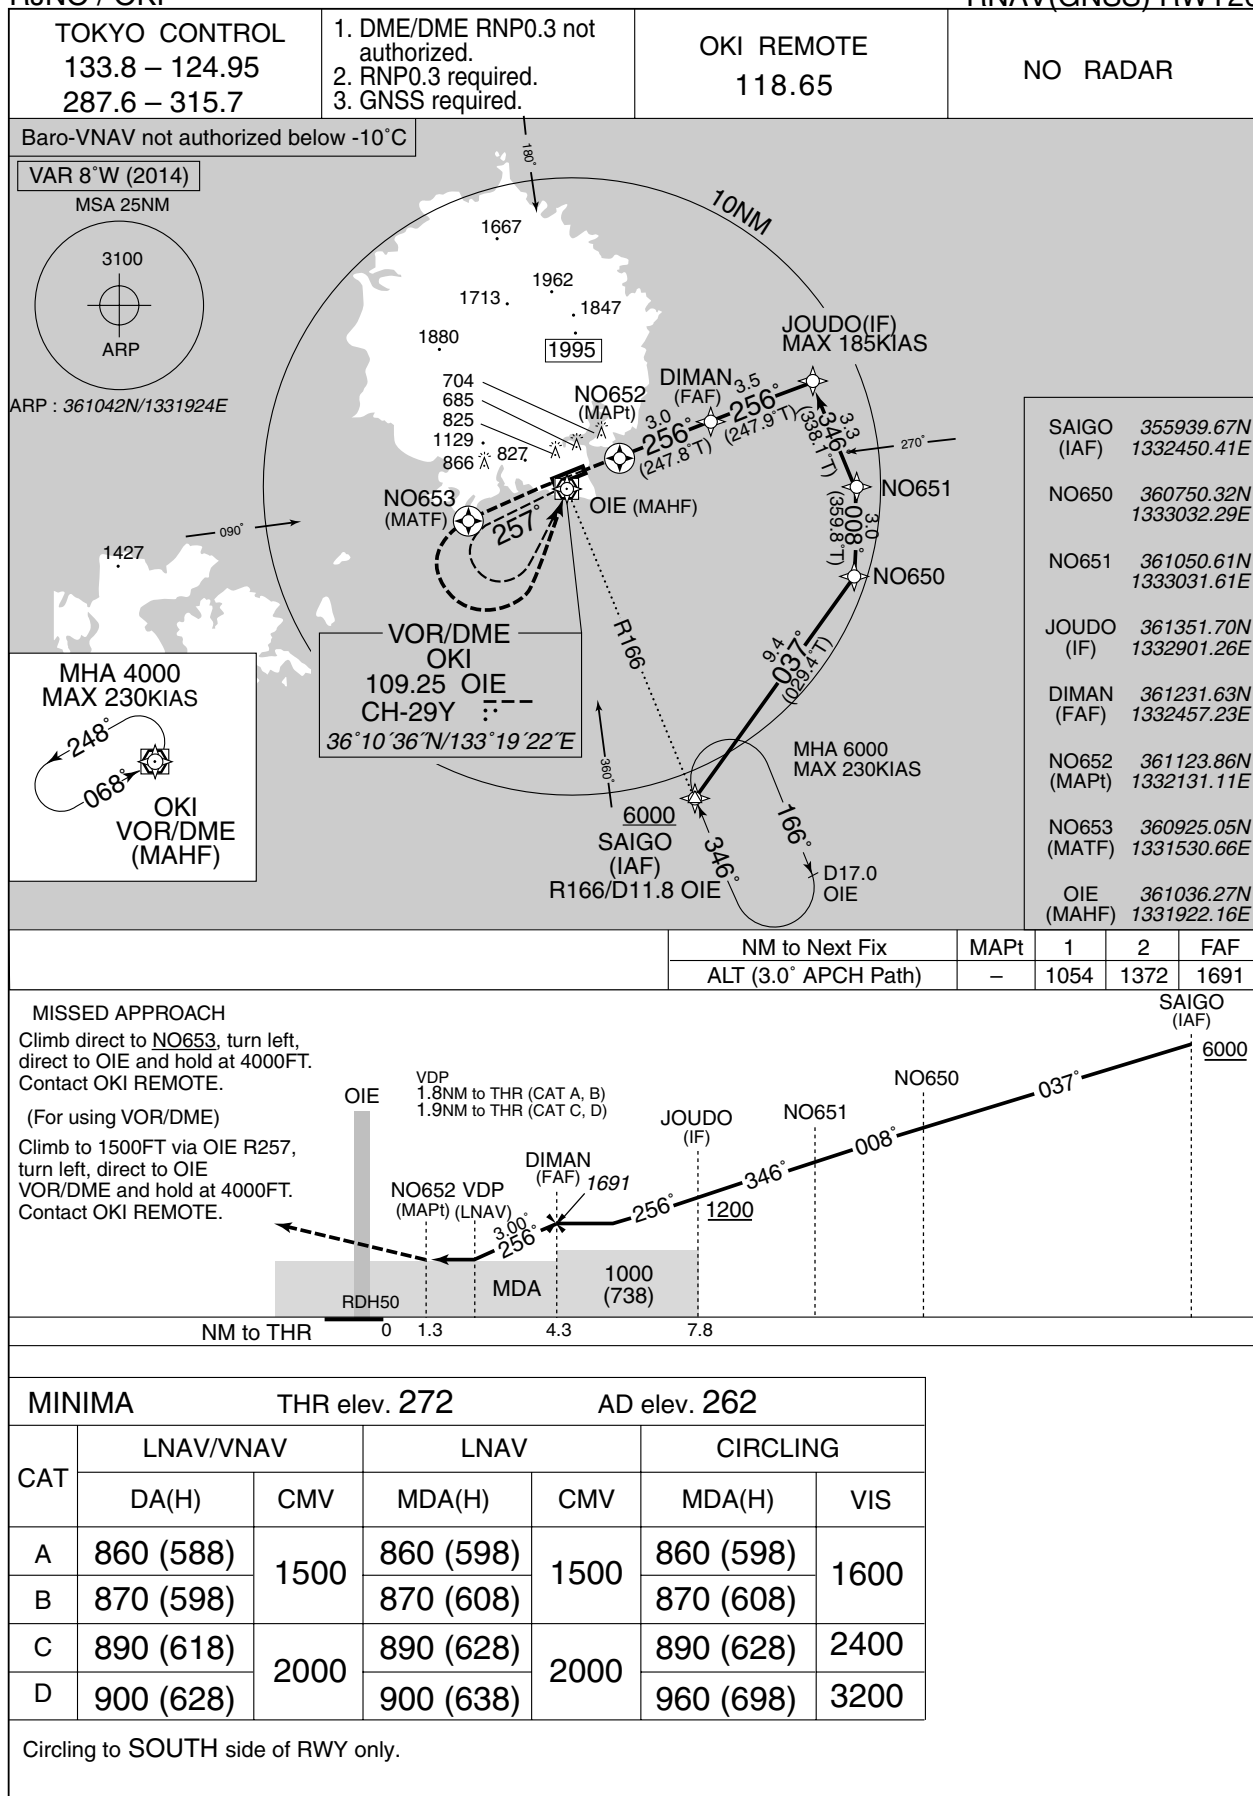 TOKYO CONTROL
133.8 – 124.95
287.6 – 315.7
1. DME/DME RNP0.3 not
authorized.
2. RNP0.3 required.
3. GNSS required.
OKI REMOTE
118.65
NO RADAR
Baro-VNAV not authorized below -10˚C
VAR 8˚W (2014)
MSA 25NM
3100
ARP
ARP : 361042N/1331924E
180˚
10NM
1667
1962
1713
1847
1880
1995
704
685
825
1129
866
827
NO652
(MAPt)
DIMAN
(FAF)
JOUDO(IF)
MAX 185KIAS
3.5
256˚
(247.9˚T)
3.0
256˚
(247.8˚T)
3.3
346˚
(338.1˚T)
270˚
NO651
3.0
008˚
(359.8˚T)
NO650
NO653
(MATF)
257˚
OIE (MAHF)
090˚
1427
R166
9.4
037˚
(029.4˚T)
VOR/DME
OKI
109.25 OIE
CH-29Y
36˚10´36˝N/133˚19´22˝E
360˚
MHA 4000
MAX 230KIAS
248˚
068˚
OKI
VOR/DME
(MAHF)
MHA 6000
MAX 230KIAS
6000
SAIGO
(IAF)
R166/D11.8 OIE
166˚
346˚
D17.0
OIE
SAIGO 355939.67N
(IAF) 1332450.41E
NO650 360750.32N
1333032.29E
NO651 361050.61N
1333031.61E
JOUDO 361351.70N
(IF) 1332901.26E
DIMAN 361231.63N
(FAF) 1332457.23E
NO652 361123.86N
(MAPt) 1332131.11E
NO653 360925.05N
(MATF) 1331530.66E
OIE 361036.27N
(MAHF) 1331922.16E
NM to Next Fix MAPt 1 2 FAF
ALT (3.0˚ APCH Path) – 1054 1372 1691
MISSED APPROACH
Climb direct to NO653, turn left,
direct to OIE and hold at 4000FT.
Contact OKI REMOTE.
(For using VOR/DME)
Climb to 1500FT via OIE R257,
turn left, direct to OIE
VOR/DME and hold at 4000FT.
Contact OKI REMOTE.
OIE
VDP
1.8NM to THR (CAT A, B)
1.9NM to THR (CAT C, D)
NO652
(MAPt)
VDP
(LNAV)
DIMAN
(FAF)
1691
3.00˚
256˚
JOUDO
(IF)
256˚
1200
346˚
NO651
008˚
NO650
037˚
SAIGO
(IAF)
6000
MDA
1000
(738)
RDH50
NM to THR 0 1.3 4.3 7.8
MINIMA THR elev. 272 AD elev. 262
CAT LNAV/VNAV LNAV CIRCLING
DA(H) CMV MDA(H) CMV MDA(H) VIS
A 860 (588) 1500 860 (598) 1500 860 (598) 1600
B 870 (598) 870 (608) 870 (608)
C 890 (618) 2000 890 (628) 2000 890 (628) 2400
D 900 (628) 900 (638) 960 (698) 3200
Circling to SOUTH side of RWY only.